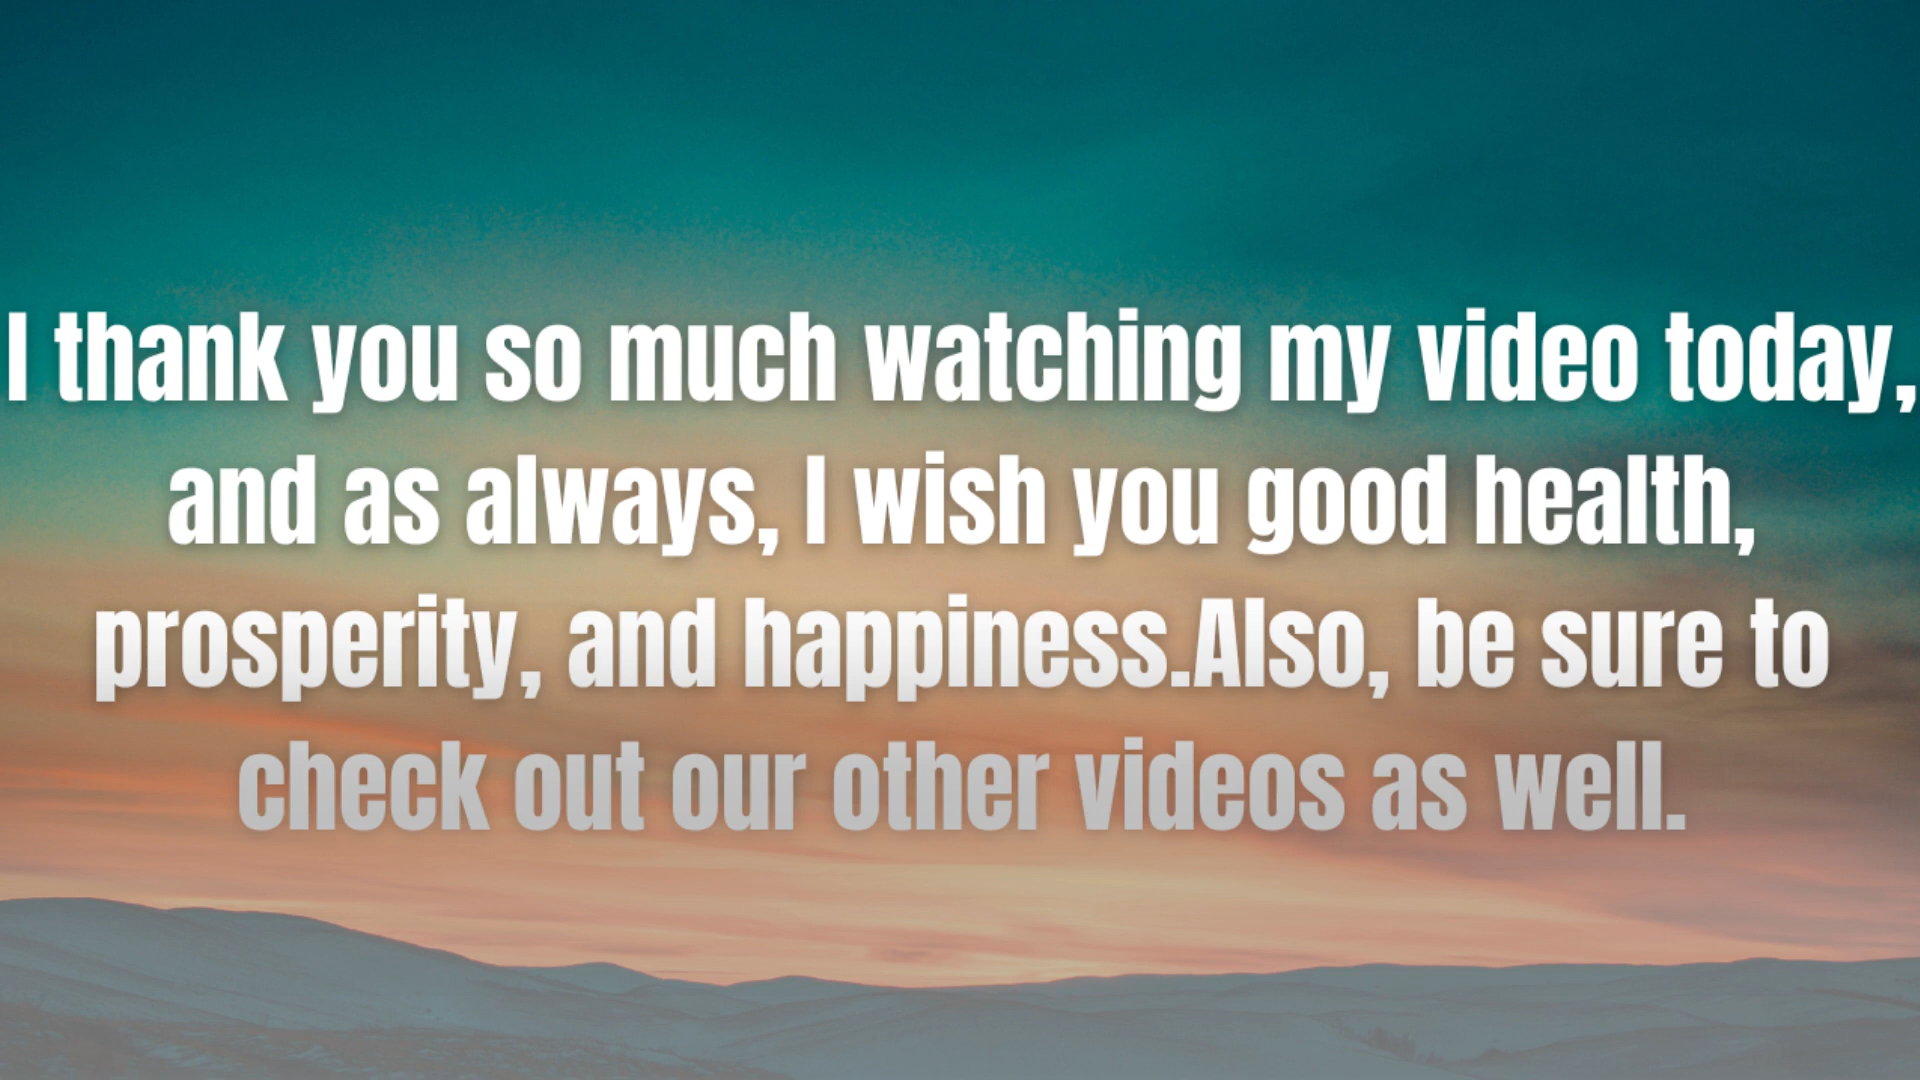 I thank you so much watching my video today,
and as always, I wish you good health,
prosperity, and happiness.Also, be sure to
check out our other videos as well.